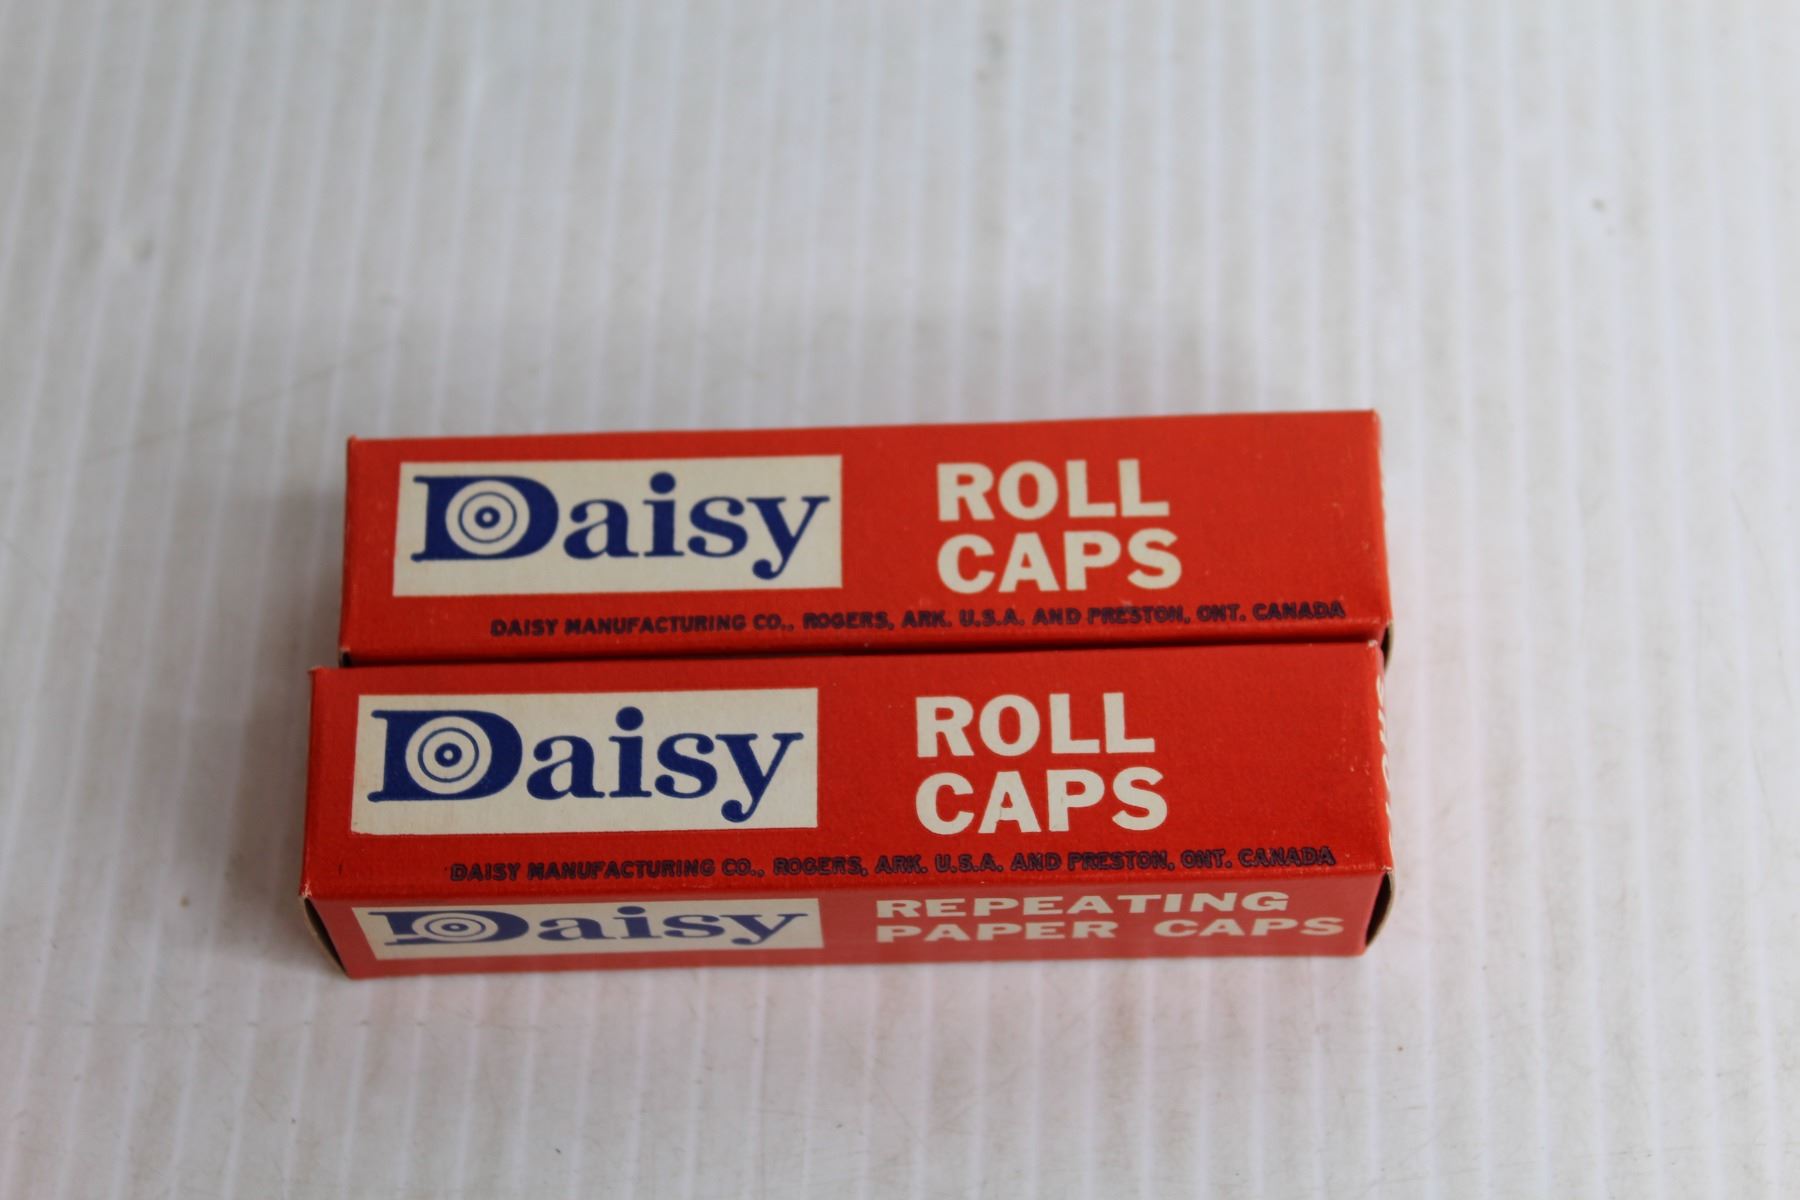 Daisy
ROLL
CAPS
DAISY MANUFACTURING CO., ROGERS, ARK. U.S.A. AND PRESTON, ONT. CANADA
Daisy
ROLL
CAPS
DAISY MANUFACTURING CO., ROGERS, ARK. U.S.A. AND PRESTON, ONT. CANADA
Daisy
REPEATING
PAPER CAPS